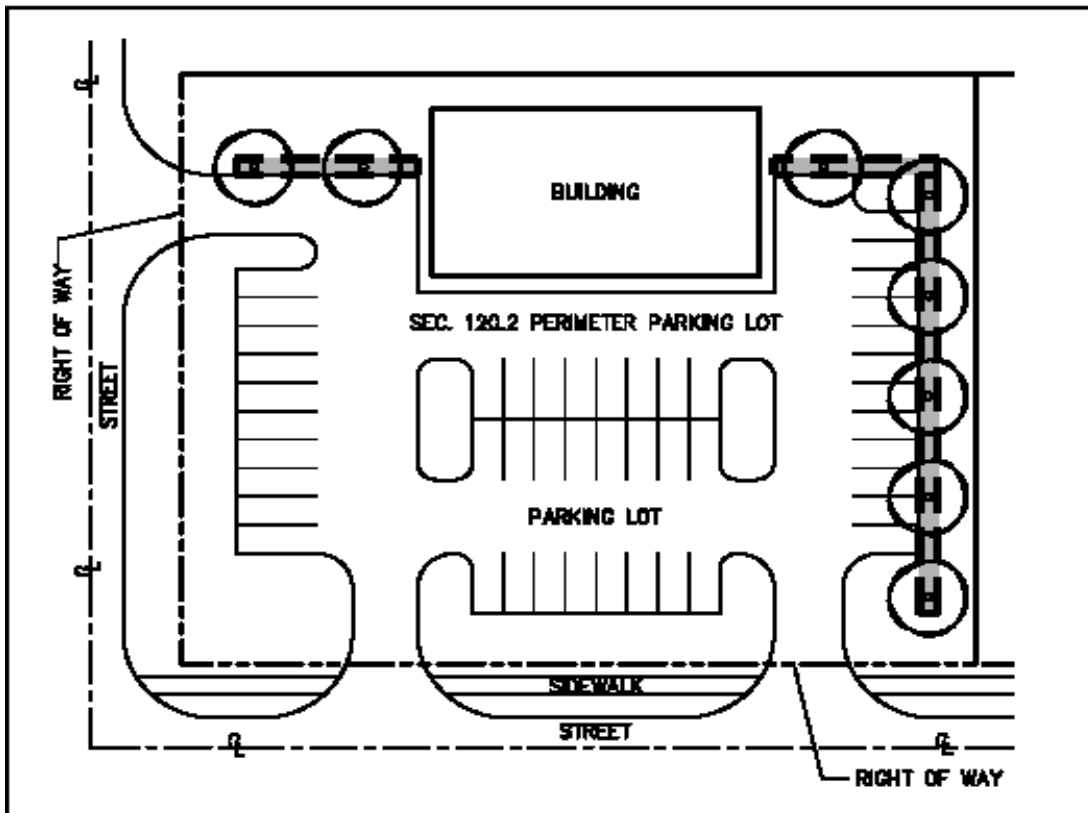 ℄
BUILDING
RIGHT OF WAY
SEC. 120.2 PERIMETER PARKING LOT
STREET
PARKING LOT
℄
SIDEWALK
STREET
℄
℄
RIGHT OF WAY